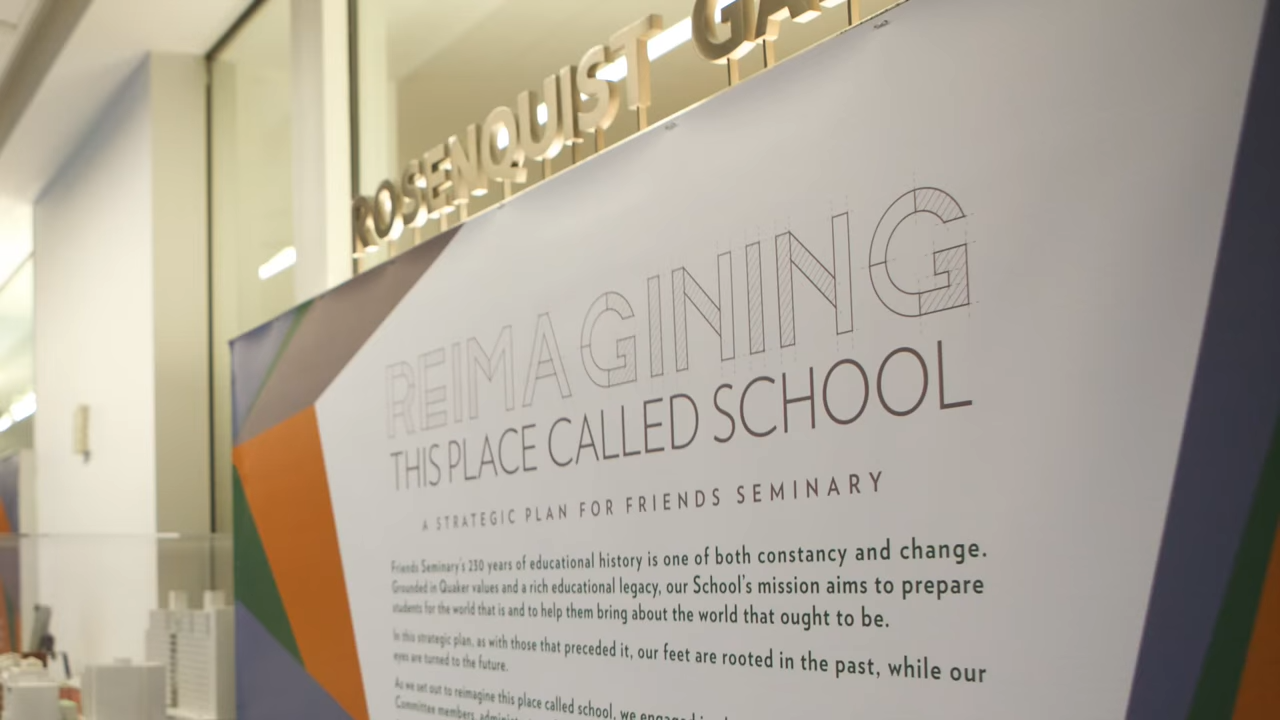 ROSENQUIST GA
REIMAGINING
THIS PLACE CALLED SCHOOL
A STRATEGIC PLAN FOR FRIENDS SEMINARY
Friends Seminary's 230 years of educational history is one of both constancy and change.
Grounded in Quaker values and a rich educational legacy, our School's mission aims to prepare
students for the world that is and to help them bring about the world that ought to be.
In this strategic plan, as with those that preceded it, our feet are rooted in the past, while our
eyes are turned to the future.
As we set out to reimagine this place called school, we engaged
Committee members,